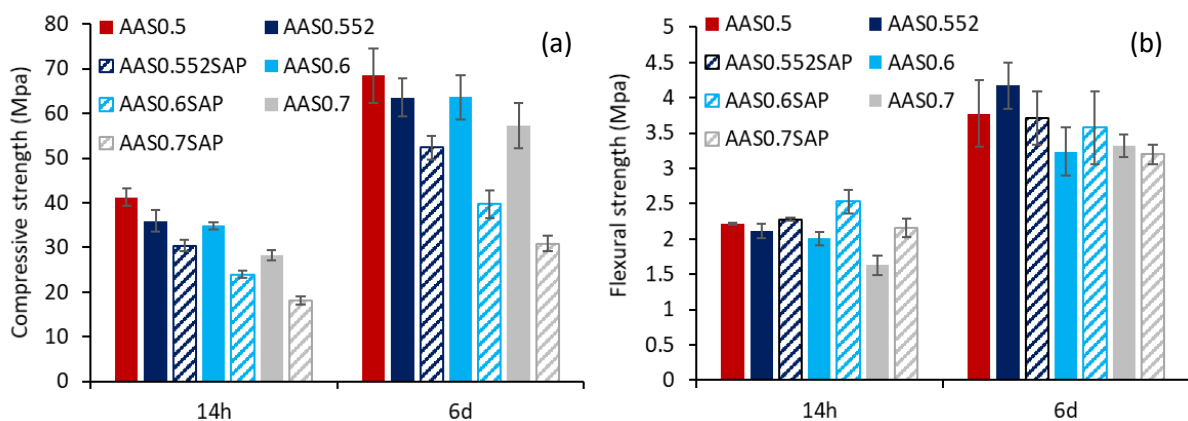 AAS0.5 AAS0.552
AAS0.552SAP AAS0.6
AAS0.6SAP AAS0.7
AAS0.7SAP
(a)
Compressive strength (Mpa)
80
70
60
50
40
30
20
10
0
14h 6d
AAS0.5 AAS0.552
AAS0.552SAP AAS0.6
AAS0.6SAP AAS0.7
AAS0.7SAP
(b)
Flexural strength (Mpa)
5
4.5
4
3.5
3
2.5
2
1.5
1
0.5
0
14h 6d